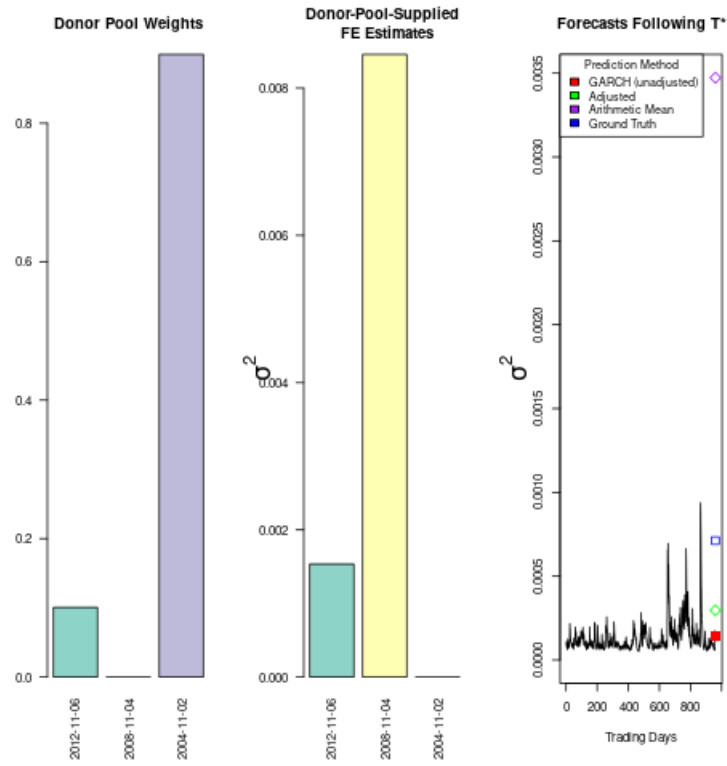 Donor Pool Weights
0.8
0.6
0.4
0.2
0.0
2012-11-06
2008-11-04
2004-11-02
Donor-Pool-Supplied
FE Estimates
σ2
0.008
0.006
0.004
0.002
0.000
2012-11-06
2008-11-04
2004-11-02
Forecasts Following T*
σ2
0.0035
0.0030
0.0025
0.0020
0.0015
0.0010
0.0005
0.0000
Prediction Method
GARCH (unadjusted)
Adjusted
Arithmetic Mean
Ground Truth
0 200 400 600 800
Trading Days